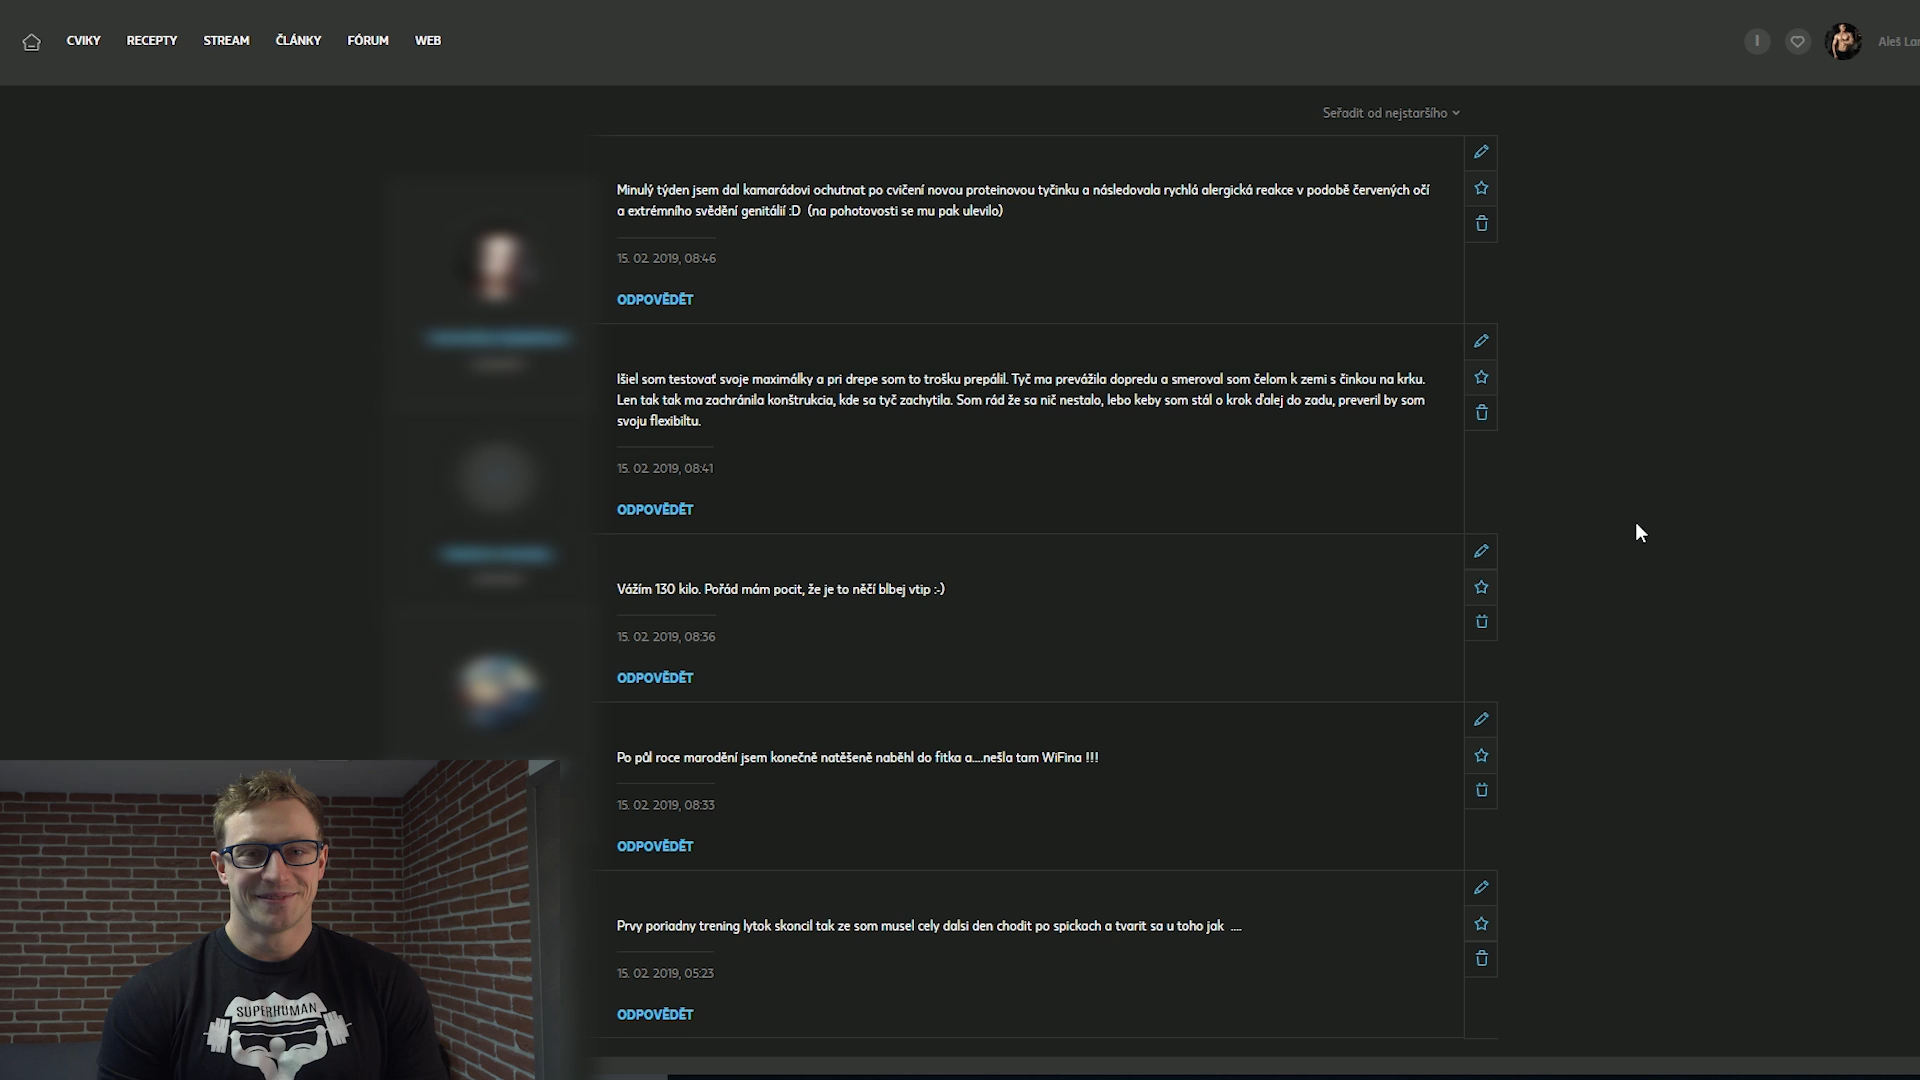 CVIKY RECEPTY STREAM ČLÁNKY FÓRUM WEB
Aleš
Seřadit od nejstaršího
Minulý týden jsem dal kamarádovi ochutnat po cvičení novou proteinovou tyčinku a následovala rychlá alergická reakce v podobě červených očí
a extrémního svědění genitálií :D (na pohotovosti se mu pak ulevilo)
15. 02. 2019, 08:46
ODPOVĚDĚT
Išiel som testovať svoje maximálky a pri drepe som to trošku prepálil. Tyč ma prevážila dopredu a smeroval som čelom k zemi s činkou na krku.
Len tak tak ma zachránila konštrukcia, kde sa tyč zachytila. Som rád že sa nič nestalo, lebo keby som stál o krok ďalej do zadu, preveril by som
svoju flexibiltu.
15. 02. 2019, 08:41
ODPOVĚDĚT
Vážím 130 kilo. Pořád mám pocit, že je to něčí blbej vtip :-)
15. 02. 2019, 08:36
ODPOVĚDĚT
Po půl roce marodění jsem konečně natěšeně naběhl do fitka a....nešla tam WiFina !!!
15. 02. 2019, 08:33
ODPOVĚDĚT
Prvy poriadny trening lytok skoncil tak ze som musel cely dalsi den chodit po spickach a tvarit sa u toho jak ....
15. 02. 2019, 05:23
ODPOVĚDĚT
SUPERHUMAN